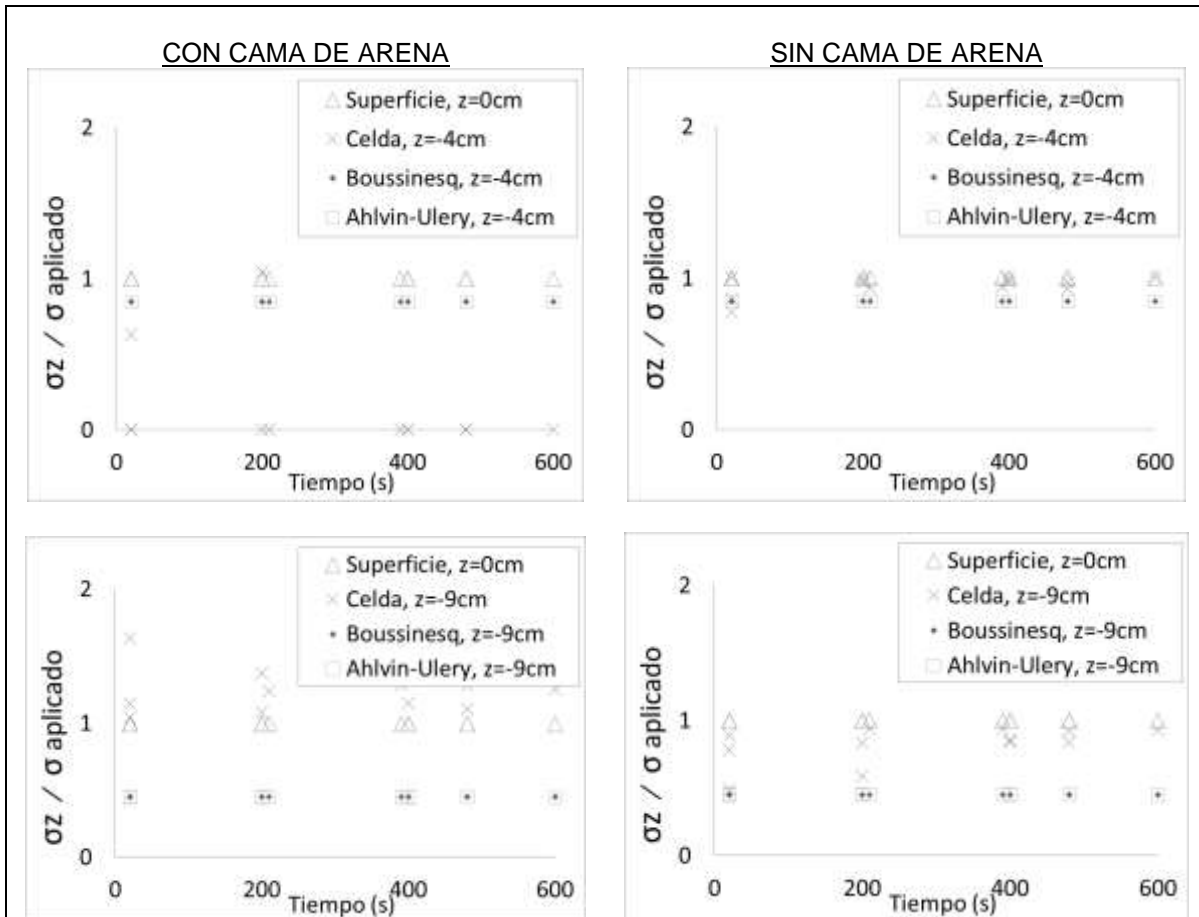 CON CAMA DE ARENA
SIN CAMA DE ARENA
Superficie, z=0cm
Celda, z=-4cm
Boussinesq, z=-4cm
Ahlvin-Ulery, z=-4cm
2
1
0
σz / σ aplicado
0
200
400
600
Tiempo (s)
Superficie, z=0cm
Celda, z=-4cm
Boussinesq, z=-4cm
Ahlvin-Ulery, z=-4cm
2
1
0
σz / σ aplicado
0
200
400
600
Tiempo (s)
Superficie, z=0cm
Celda, z=-9cm
Boussinesq, z=-9cm
Ahlvin-Ulery, z=-9cm
2
1
0
σz / σ aplicado
0
200
400
600
Tiempo (s)
Superficie, z=0cm
Celda, z=-9cm
Boussinesq, z=-9cm
Ahlvin-Ulery, z=-9cm
2
1
0
σz / σ aplicado
0
200
400
600
Tiempo (s)